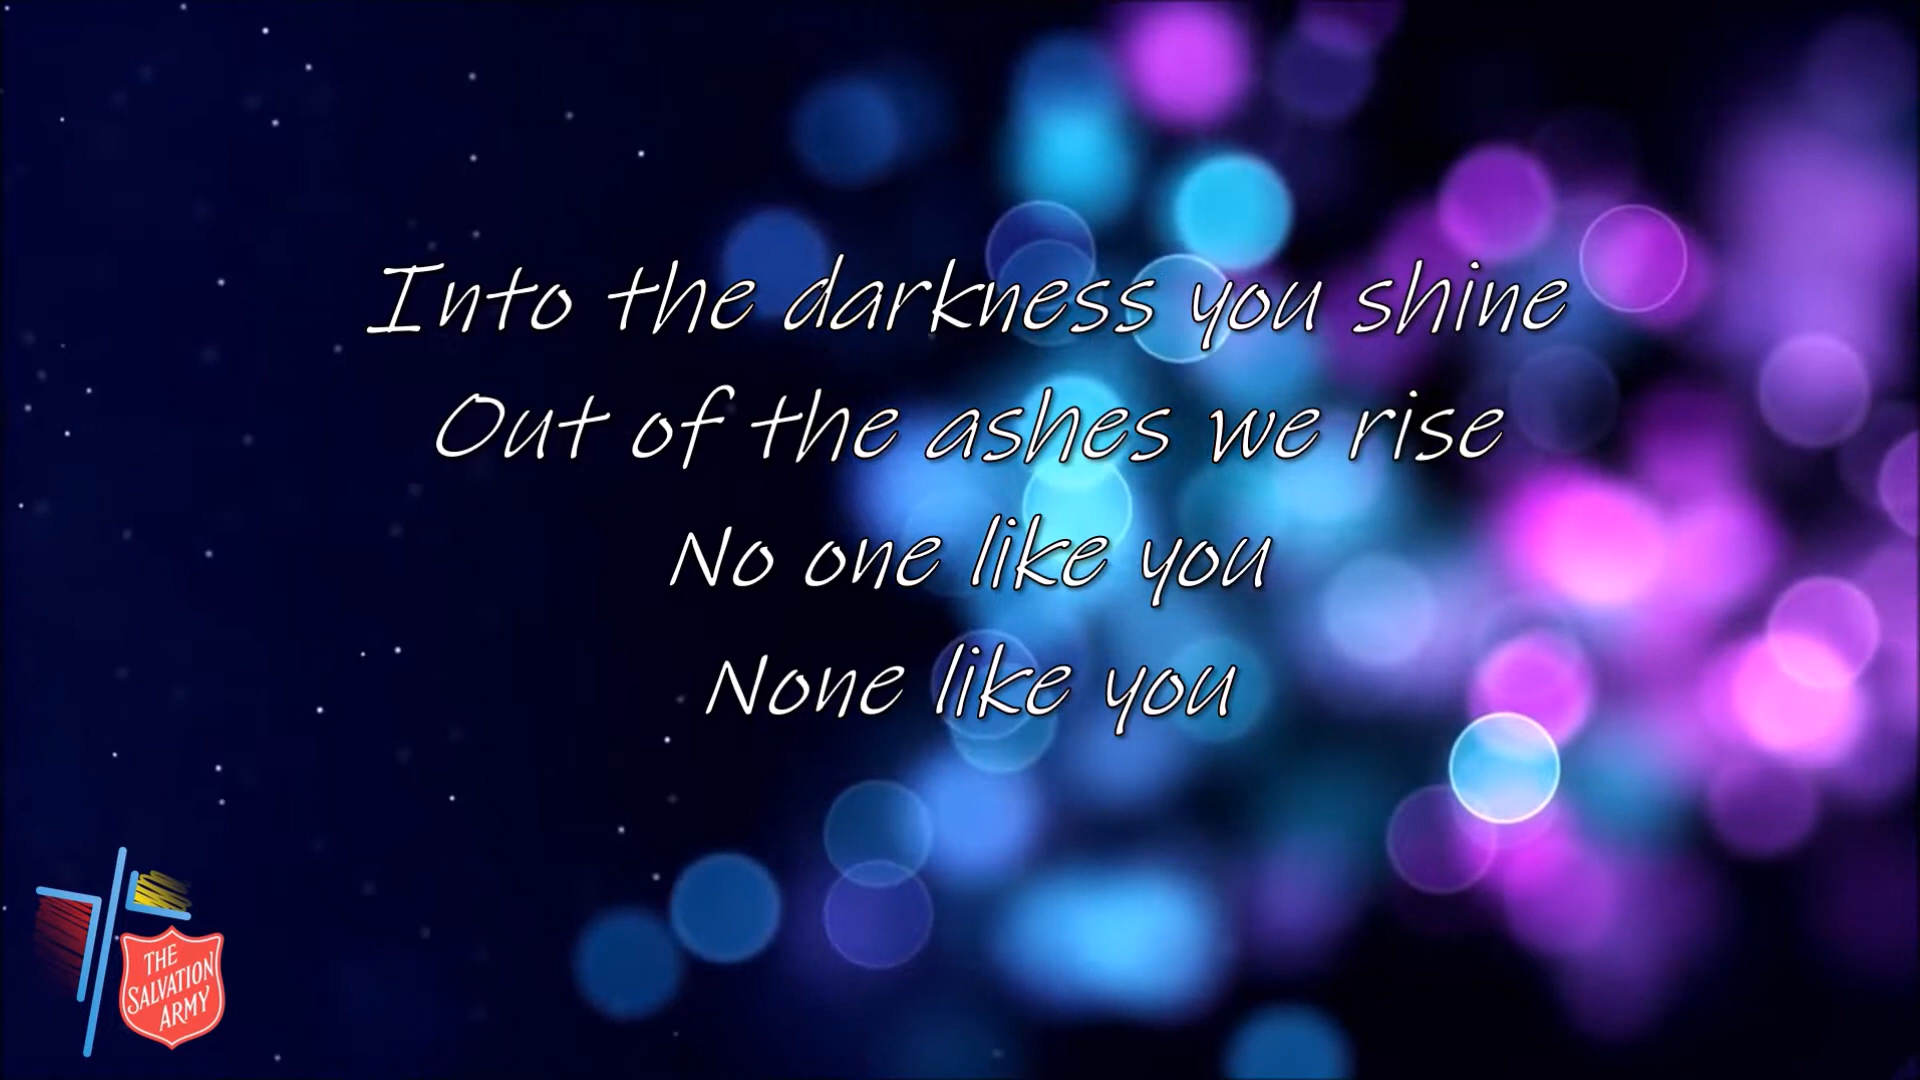 Into the darkness you shine
Out of the ashes we rise
No one like you
None like you
THE
SALVATION
ARMY